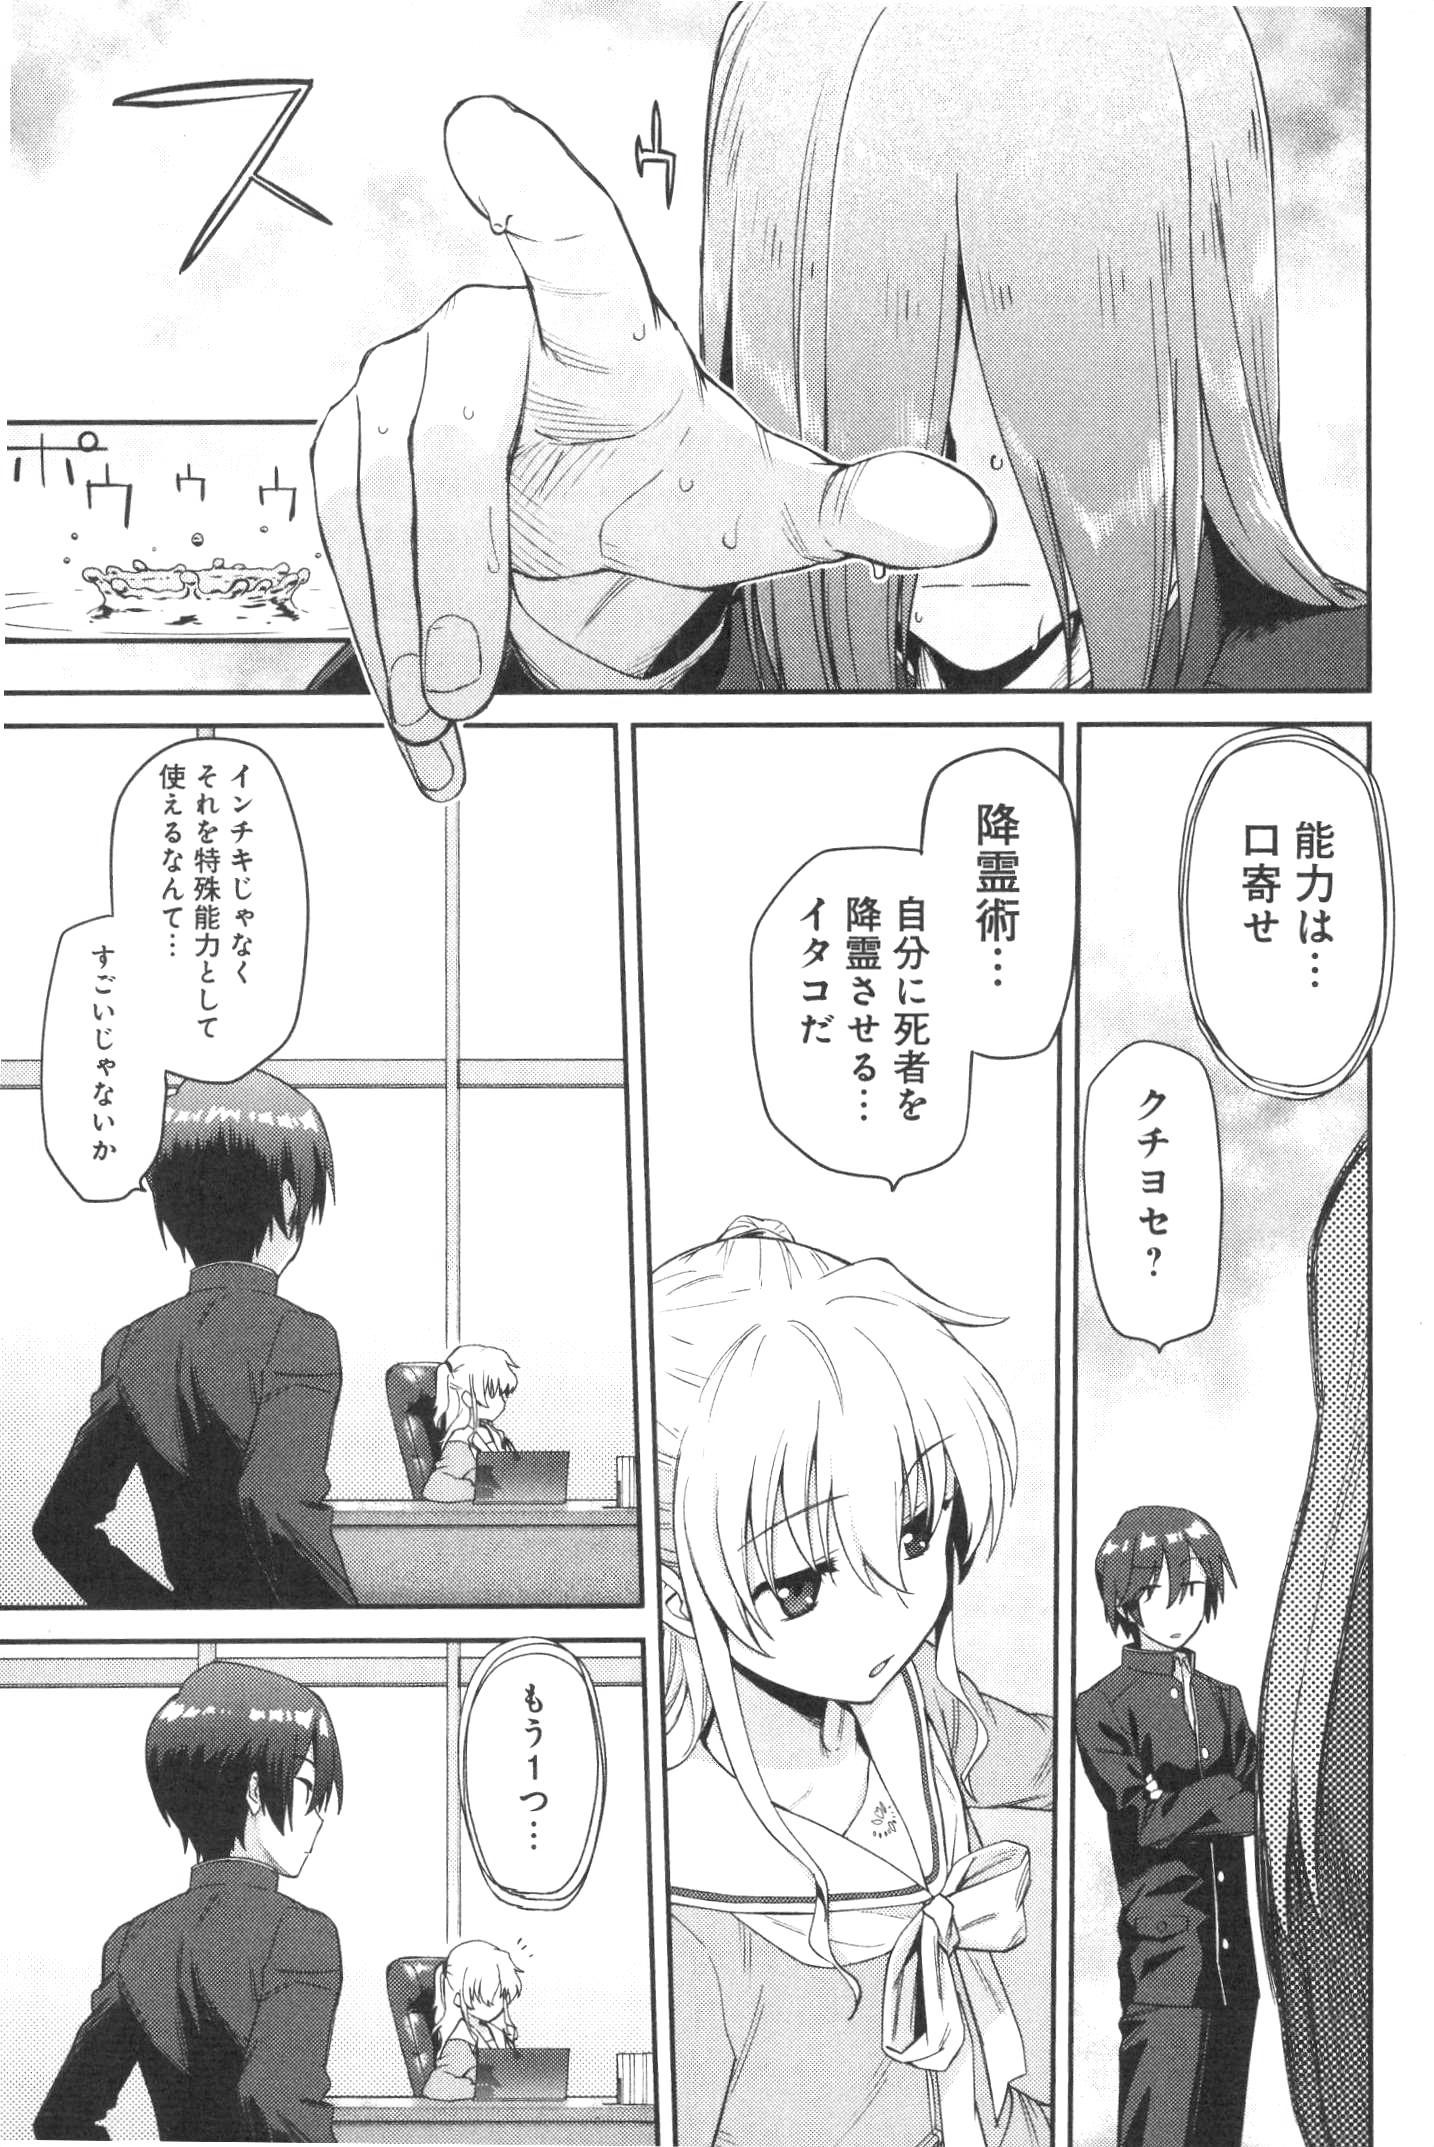 スゥ
ポゥゥゥ
能力は…
口寄せ
クチヨセ?
降霊術…
自分に死者を
降霊させる…
イタコだ
インチキじゃなく
それを特殊能力として
使えるなんて…
すごいじゃないか
もう1つ…